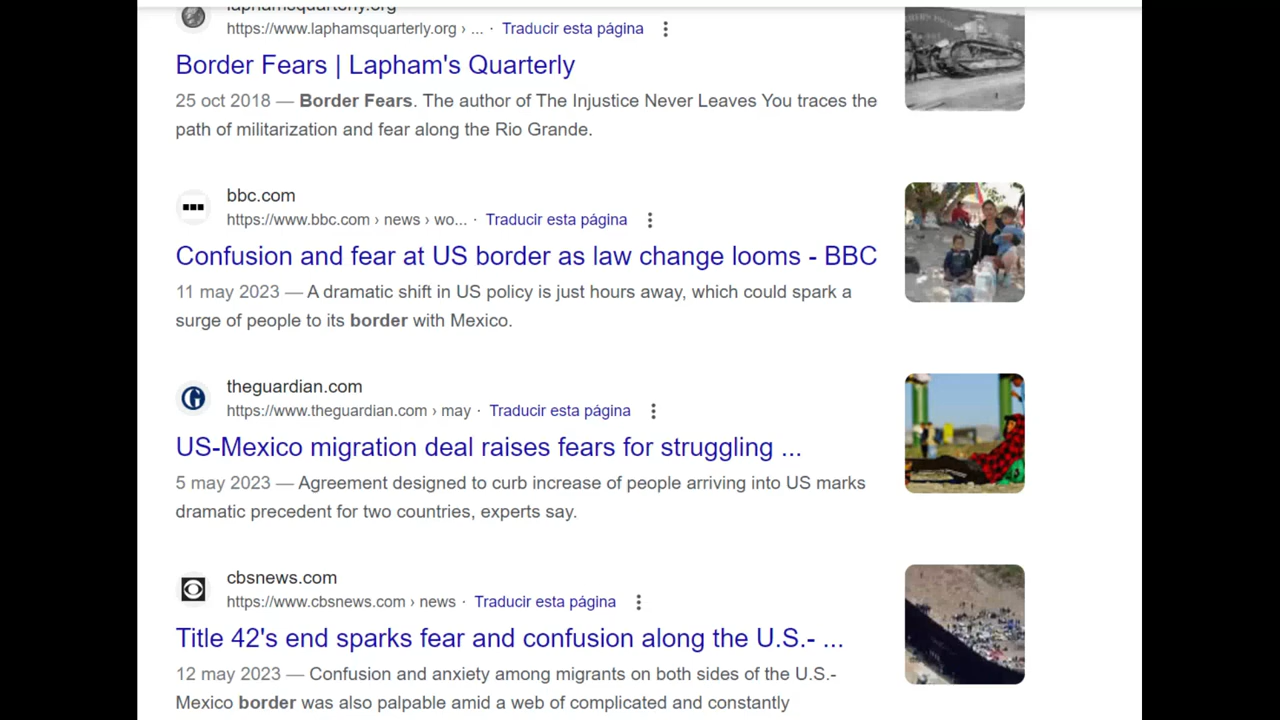 laphamsquarterly.org
https://www.laphamsquarterly.org › ... · Traducir esta página
Border Fears | Lapham's Quarterly
25 oct 2018 — Border Fears. The author of The Injustice Never Leaves You traces the
path of militarization and fear along the Rio Grande.
bbc.com
https://www.bbc.com › news › wo... · Traducir esta página
Confusion and fear at US border as law change looms - BBC
11 may 2023 — A dramatic shift in US policy is just hours away, which could spark a
surge of people to its border with Mexico.
theguardian.com
https://www.theguardian.com › may · Traducir esta página
US-Mexico migration deal raises fears for struggling ...
5 may 2023 — Agreement designed to curb increase of people arriving into US marks
dramatic precedent for two countries, experts say.
cbsnews.com
https://www.cbsnews.com › news · Traducir esta página
Title 42's end sparks fear and confusion along the U.S.- ...
12 may 2023 — Confusion and anxiety among migrants on both sides of the U.S.-
Mexico border was also palpable amid a web of complicated and constantly